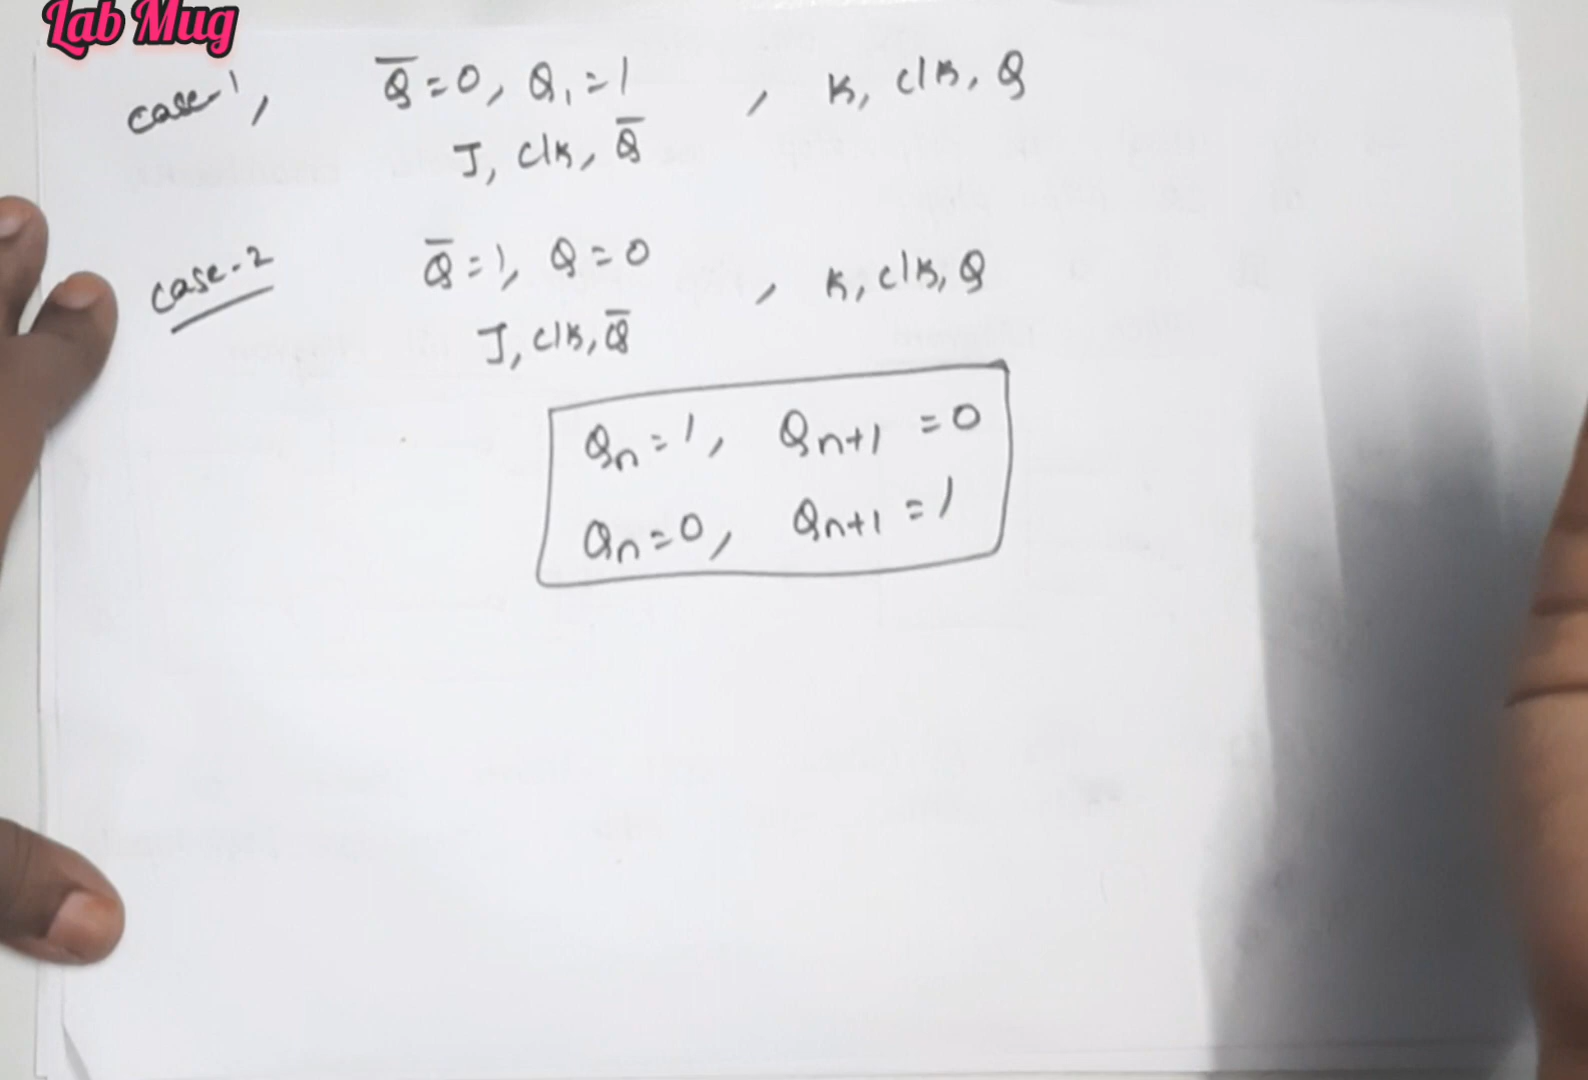 Lab Mug
case-1, Q̅ = 0, Q, = 1 , K, clk, Q
J, clk, Q̅
case-2 Q̅ = 1, Q = 0 , K, clk, Q
J, clk, Q̅
Qn = 1, Qn+1 = 0
Qn = 0, Qn+1 = 1